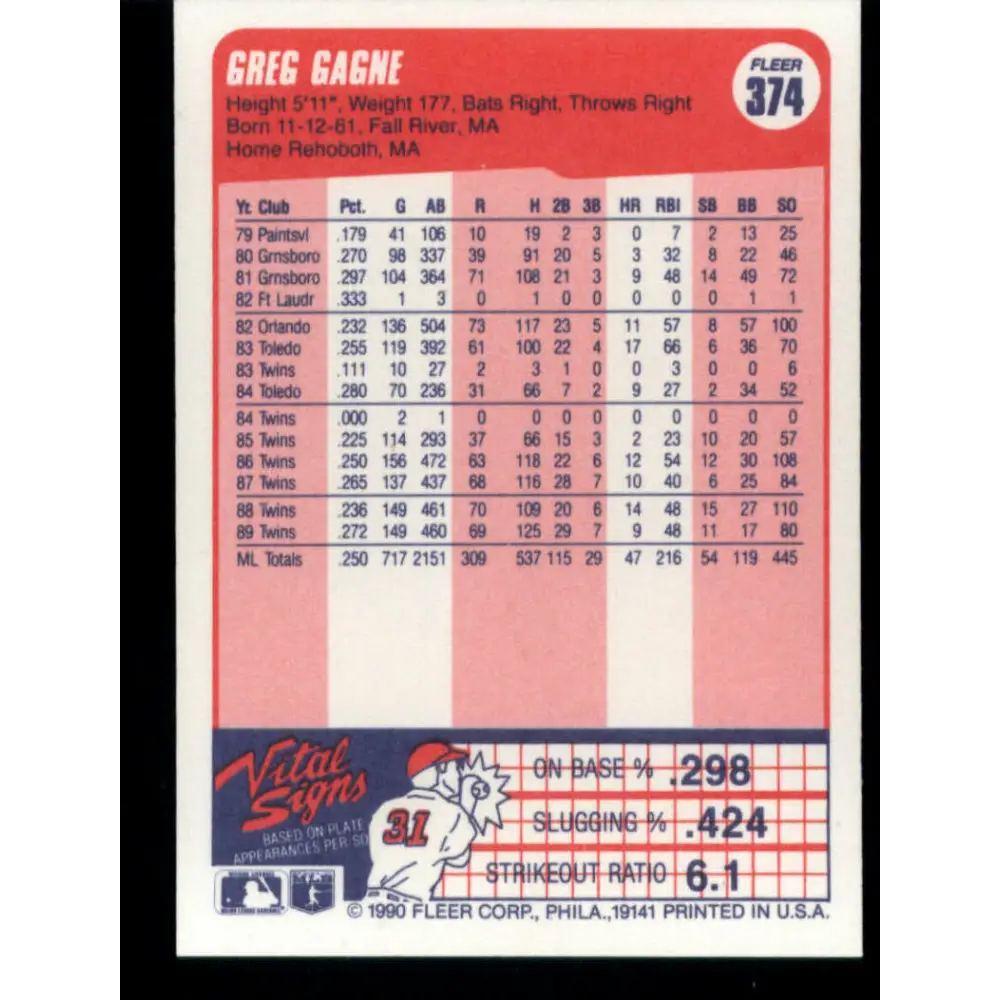 GREG GAGNE
FLEER
374
Height 5'11", Weight 177, Bats Right, Throws Right
Born 11-12-61, Fall River, MA
Home Rehoboth, MA
Yr. Club Pct. G AB R H 2B 3B HR RBI SB BB SO
79 Paintsvl .179 41 106 10 19 2 3 0 7 2 13 25
80 Grnsboro .270 98 337 39 91 20 5 3 32 8 22 46
81 Grnsboro .297 104 364 71 108 21 3 9 48 14 49 72
82 Ft Laudr .333 1 3 0 1 0 0 0 0 0 1 1
82 Orlando .232 136 504 73 117 23 5 11 57 8 57 100
83 Toledo .255 119 392 61 100 22 4 17 66 6 36 70
83 Twins .111 10 27 2 3 1 0 0 3 0 0 6
84 Toledo .280 70 236 31 66 7 2 9 27 2 34 52
84 Twins .000 2 1 0 0 0 0 0 0 0 0 0
85 Twins .225 114 293 37 66 15 3 2 23 10 20 57
86 Twins .250 156 472 63 118 22 6 12 54 12 30 108
87 Twins .265 137 437 68 116 28 7 10 40 6 25 84
88 Twins .236 149 461 70 109 20 6 14 48 15 27 110
89 Twins .272 149 460 69 125 29 7 9 48 11 17 80
ML Totals .250 717 2151 309 537 115 29 47 216 54 119 445
Vital
Signs
BASED ON PLATE
APPEARANCES PER SO
31
ON BASE % .298
SLUGGING % .424
STRIKEOUT RATIO 6.1
© 1990 FLEER CORP., PHILA.,19141 PRINTED IN U.S.A.